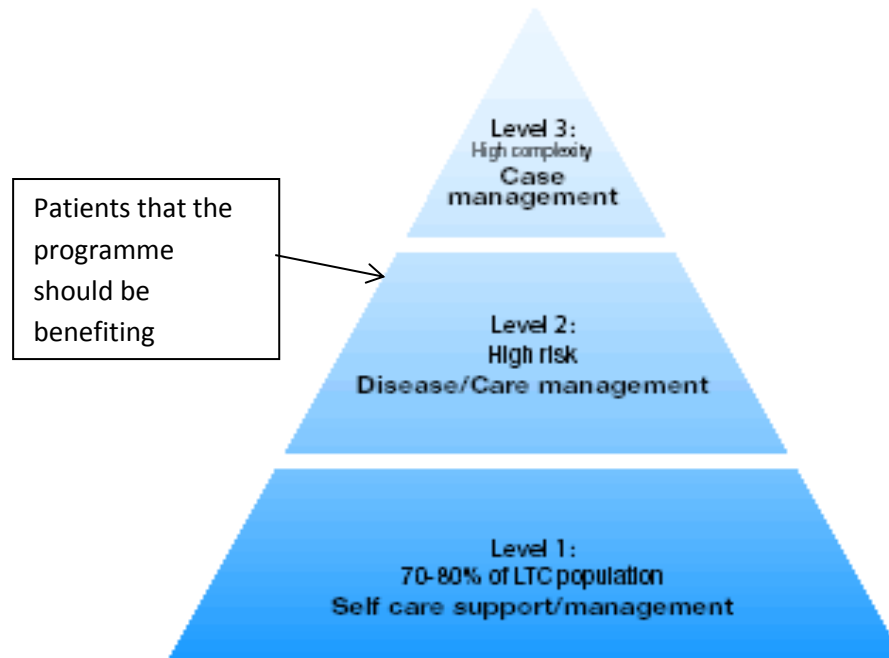 Level 3:
High complexity
Case
management
Patients that the
programme
should be
benefiting
Level 2:
High risk
Disease/Care management
Level 1:
70-80% of LTC population
Self care support/management